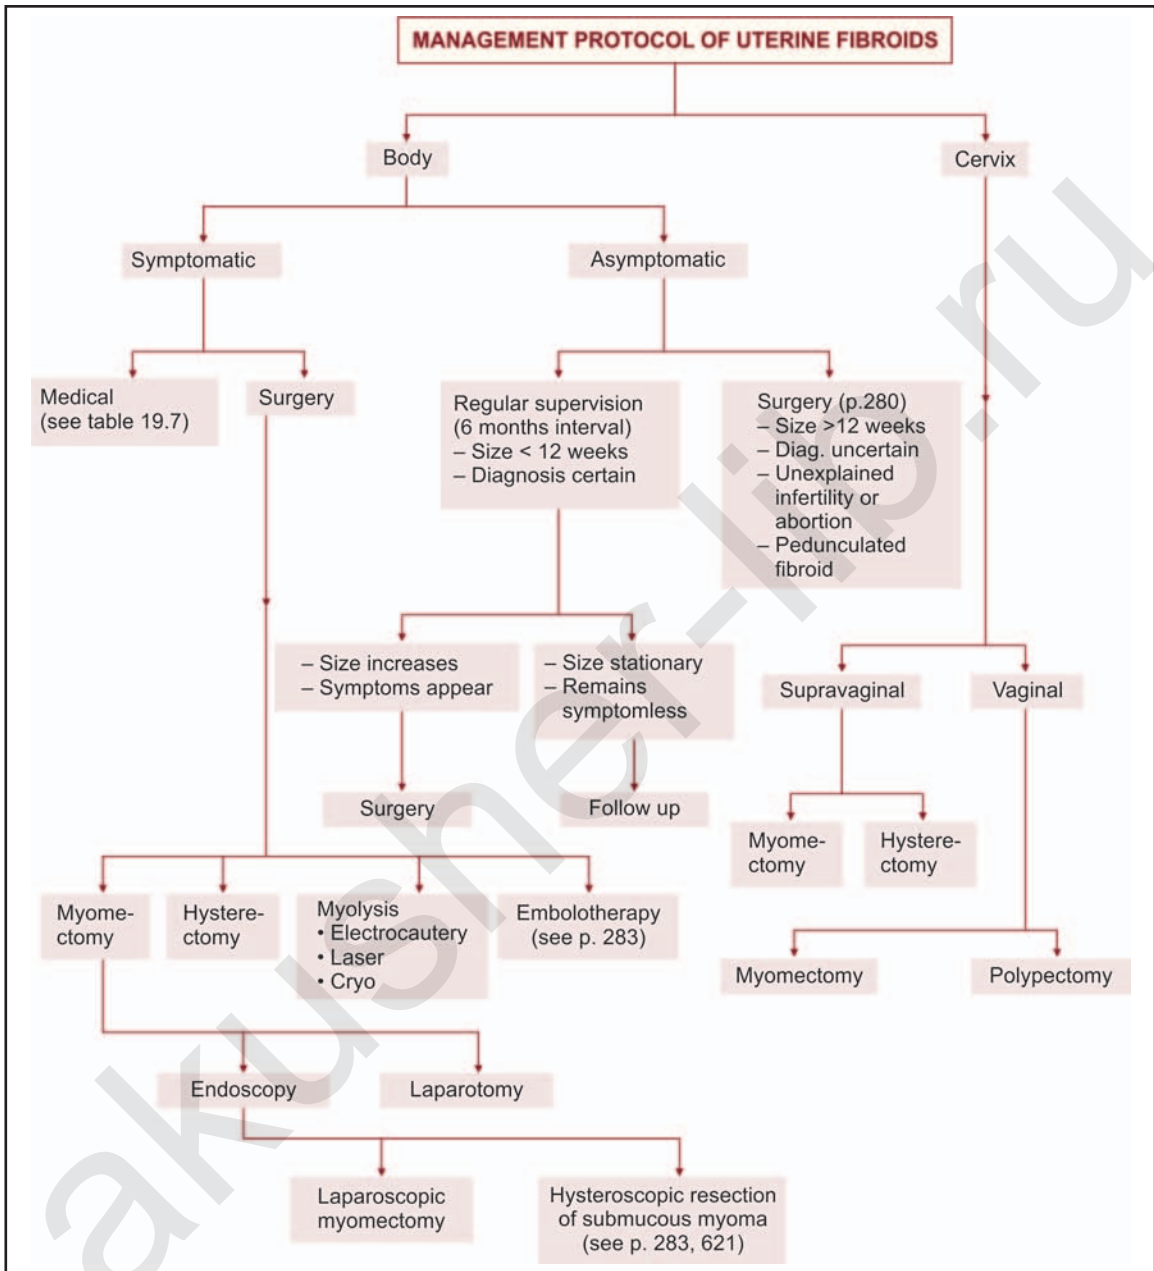 MANAGEMENT PROTOCOL OF UTERINE FIBROIDS
Body
Cervix
Symptomatic
Asymptomatic
Medical
(see table 19.7)
Surgery
Regular supervision
(6 months interval)
– Size < 12 weeks
– Diagnosis certain
Surgery (p.280)
– Size >12 weeks
– Diag. uncertain
– Unexplained
infertility or
abortion
– Pedunculated
fibroid
– Size increases
– Symptoms appear
– Size stationary
– Remains
symptomless
Supravaginal
Vaginal
Surgery
Follow up
Myome-
ctomy
Hystere-
ctomy
Myome-
ctomy
Hystere-
ctomy
Myolysis
• Electrocautery
• Laser
• Cryo
Embolotherapy
(see p. 283)
Myomectomy
Polypectomy
Endoscopy
Laparotomy
Laparoscopic
myomectomy
Hysteroscopic resection
of submucous myoma
(see p. 283, 621)
akusher-lib.ru